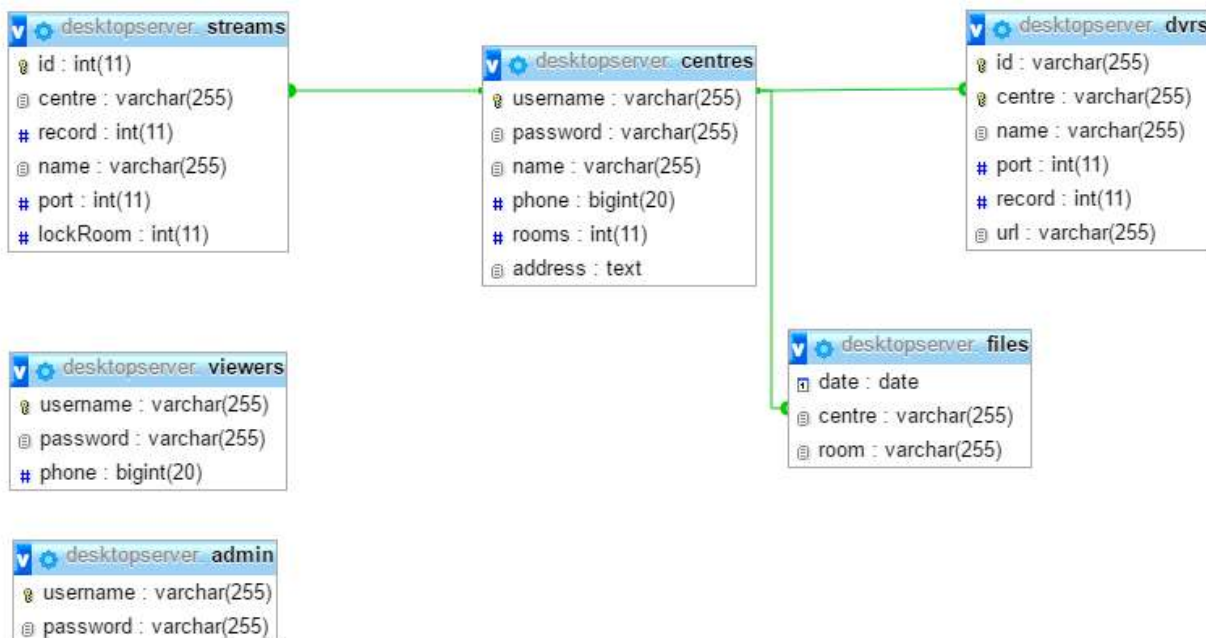 desktopserver. streams
id : int(11)
centre : varchar(255)
record : int(11)
name : varchar(255)
port : int(11)
lockRoom : int(11)
desktopserver. centres
username : varchar(255)
password : varchar(255)
name : varchar(255)
phone : bigint(20)
rooms : int(11)
address : text
desktopserver. dvrs
id : varchar(255)
centre : varchar(255)
name : varchar(255)
port : int(11)
record : int(11)
url : varchar(255)
desktopserver. viewers
username : varchar(255)
password : varchar(255)
phone : bigint(20)
desktopserver. files
date : date
centre : varchar(255)
room : varchar(255)
desktopserver. admin
username : varchar(255)
password : varchar(255)